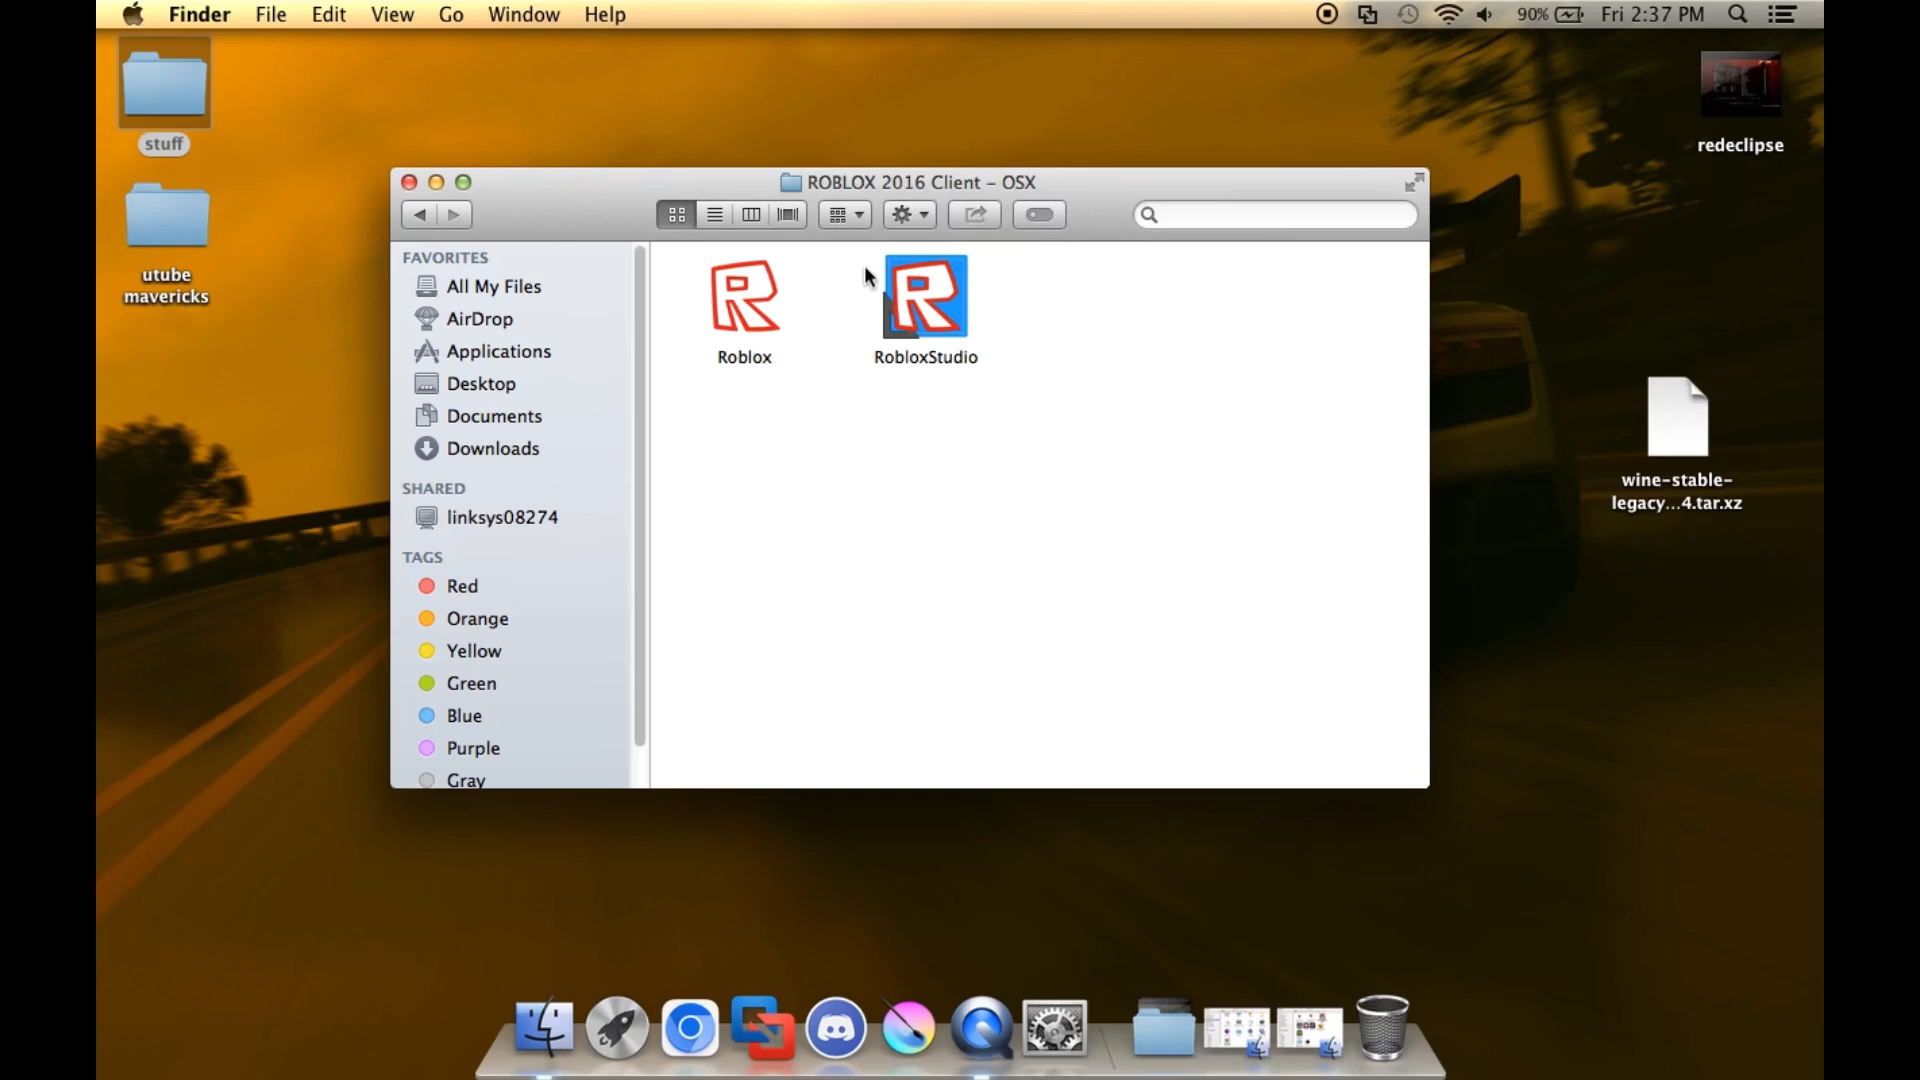 Finder File Edit View Go Window Help
90% Fri 2:37 PM
stuff
utube
mavericks
redeclipse
wine-stable-
legacy...4.tar.xz
ROBLOX 2016 Client – OSX
FAVORITES
All My Files
AirDrop
Applications
Desktop
Documents
Downloads
SHARED
linksys08274
TAGS
Red
Orange
Yellow
Green
Blue
Purple
Gray
Roblox
RobloxStudio